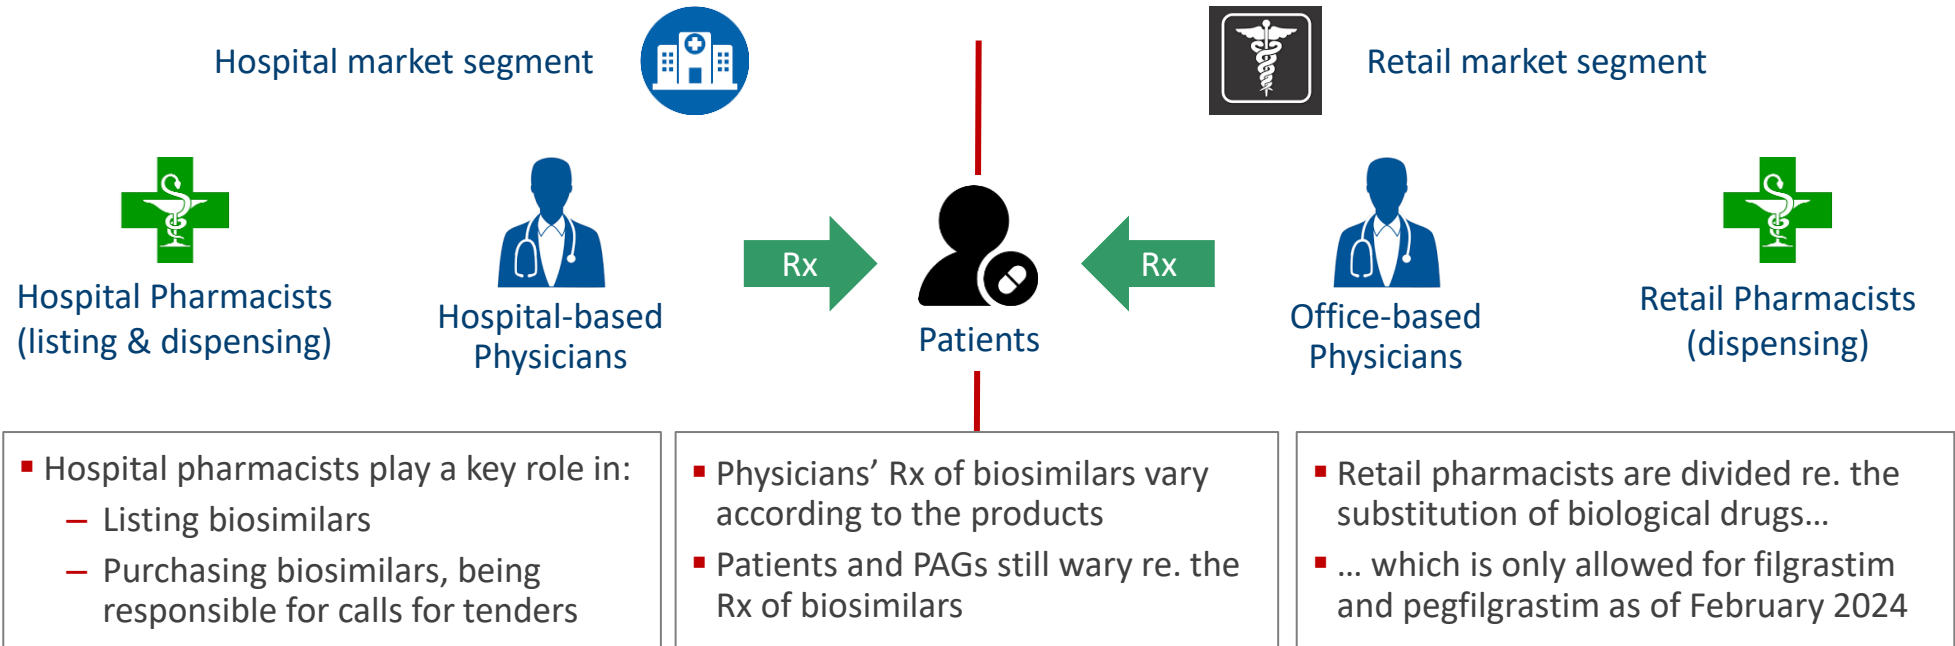 Hospital market segment
Retail market segment
Hospital Pharmacists
(listing & dispensing)
Hospital-based
Physicians
Rx
Patients
Rx
Office-based
Physicians
Retail Pharmacists
(dispensing)
▪ Hospital pharmacists play a key role in:
– Listing biosimilars
– Purchasing biosimilars, being
responsible for calls for tenders
▪ Physicians’ Rx of biosimilars vary
according to the products
▪ Patients and PAGs still wary re. the
Rx of biosimilars
▪ Retail pharmacists are divided re. the
substitution of biological drugs…
▪ … which is only allowed for filgrastim
and pegfilgrastim as of February 2024